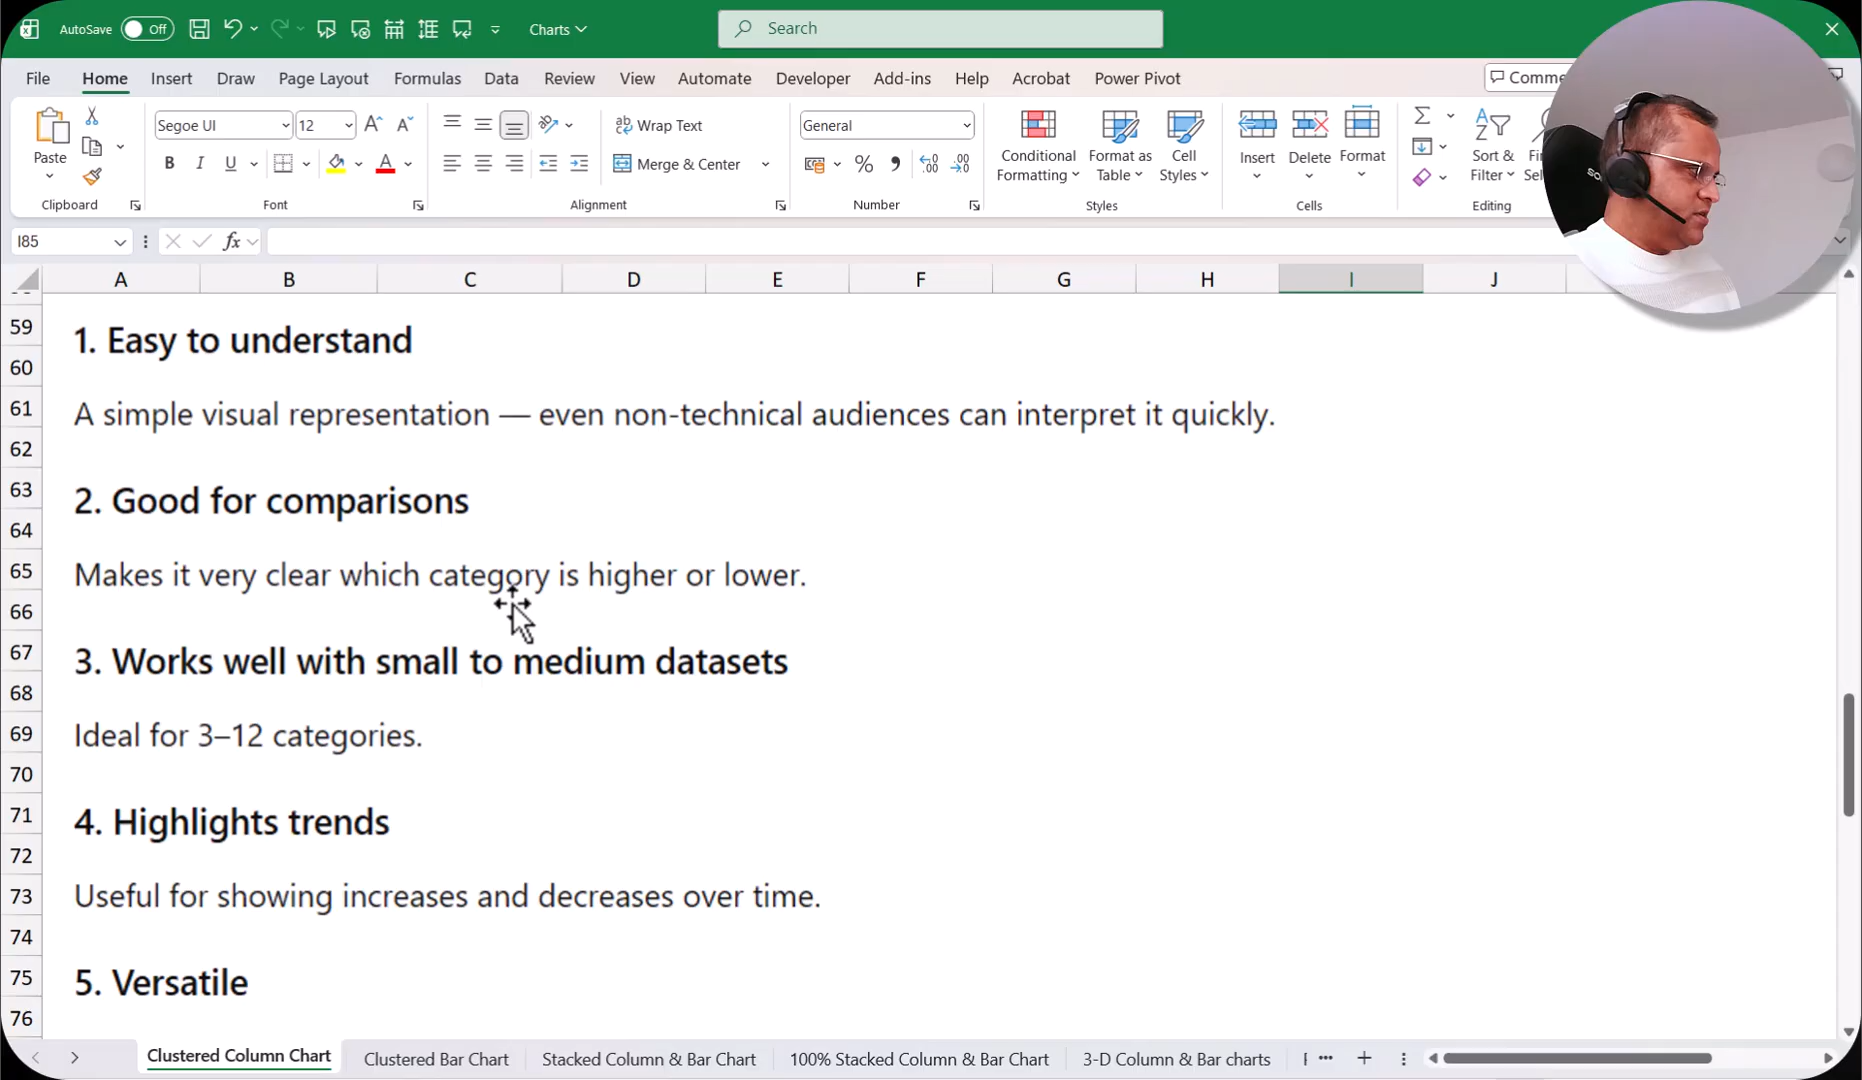 AutoSave Off Charts Search
File Home Insert Draw Page Layout Formulas Data Review View Automate Developer Add-ins Help Acrobat Power Pivot
Segoe UI 12 Wrap Text General
Paste B I U Merge & Center Conditional Formatting Format as Table Cell Styles Insert Delete Format Sort & Filter
Clipboard Font Alignment Number Styles Cells Editing
I85 fx
A B C D E F G H I J
59
1. Easy to understand
60
61 A simple visual representation — even non-technical audiences can interpret it quickly.
62
63 2. Good for comparisons
64
65 Makes it very clear which category is higher or lower.
66
67 3. Works well with small to medium datasets
68
69 Ideal for 3–12 categories.
70
71 4. Highlights trends
72
73 Useful for showing increases and decreases over time.
74
75 5. Versatile
76
Clustered Column Chart Clustered Bar Chart Stacked Column & Bar Chart 100% Stacked Column & Bar Chart 3-D Column & Bar charts